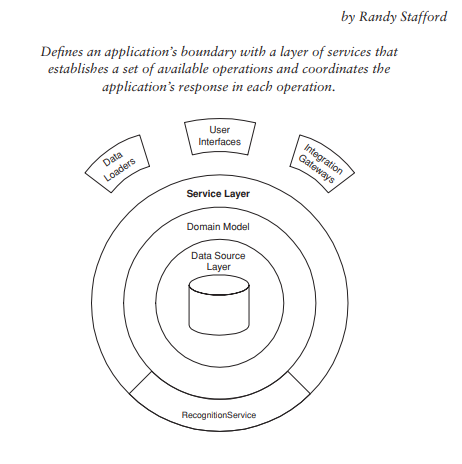 by Randy Stafford
Defines an application's boundary with a layer of services that
establishes a set of available operations and coordinates the
application's response in each operation.
User
Interfaces
Data
Loaders
Integration
Gateways
Service Layer
Domain Model
Data Source
Layer
RecognitionService